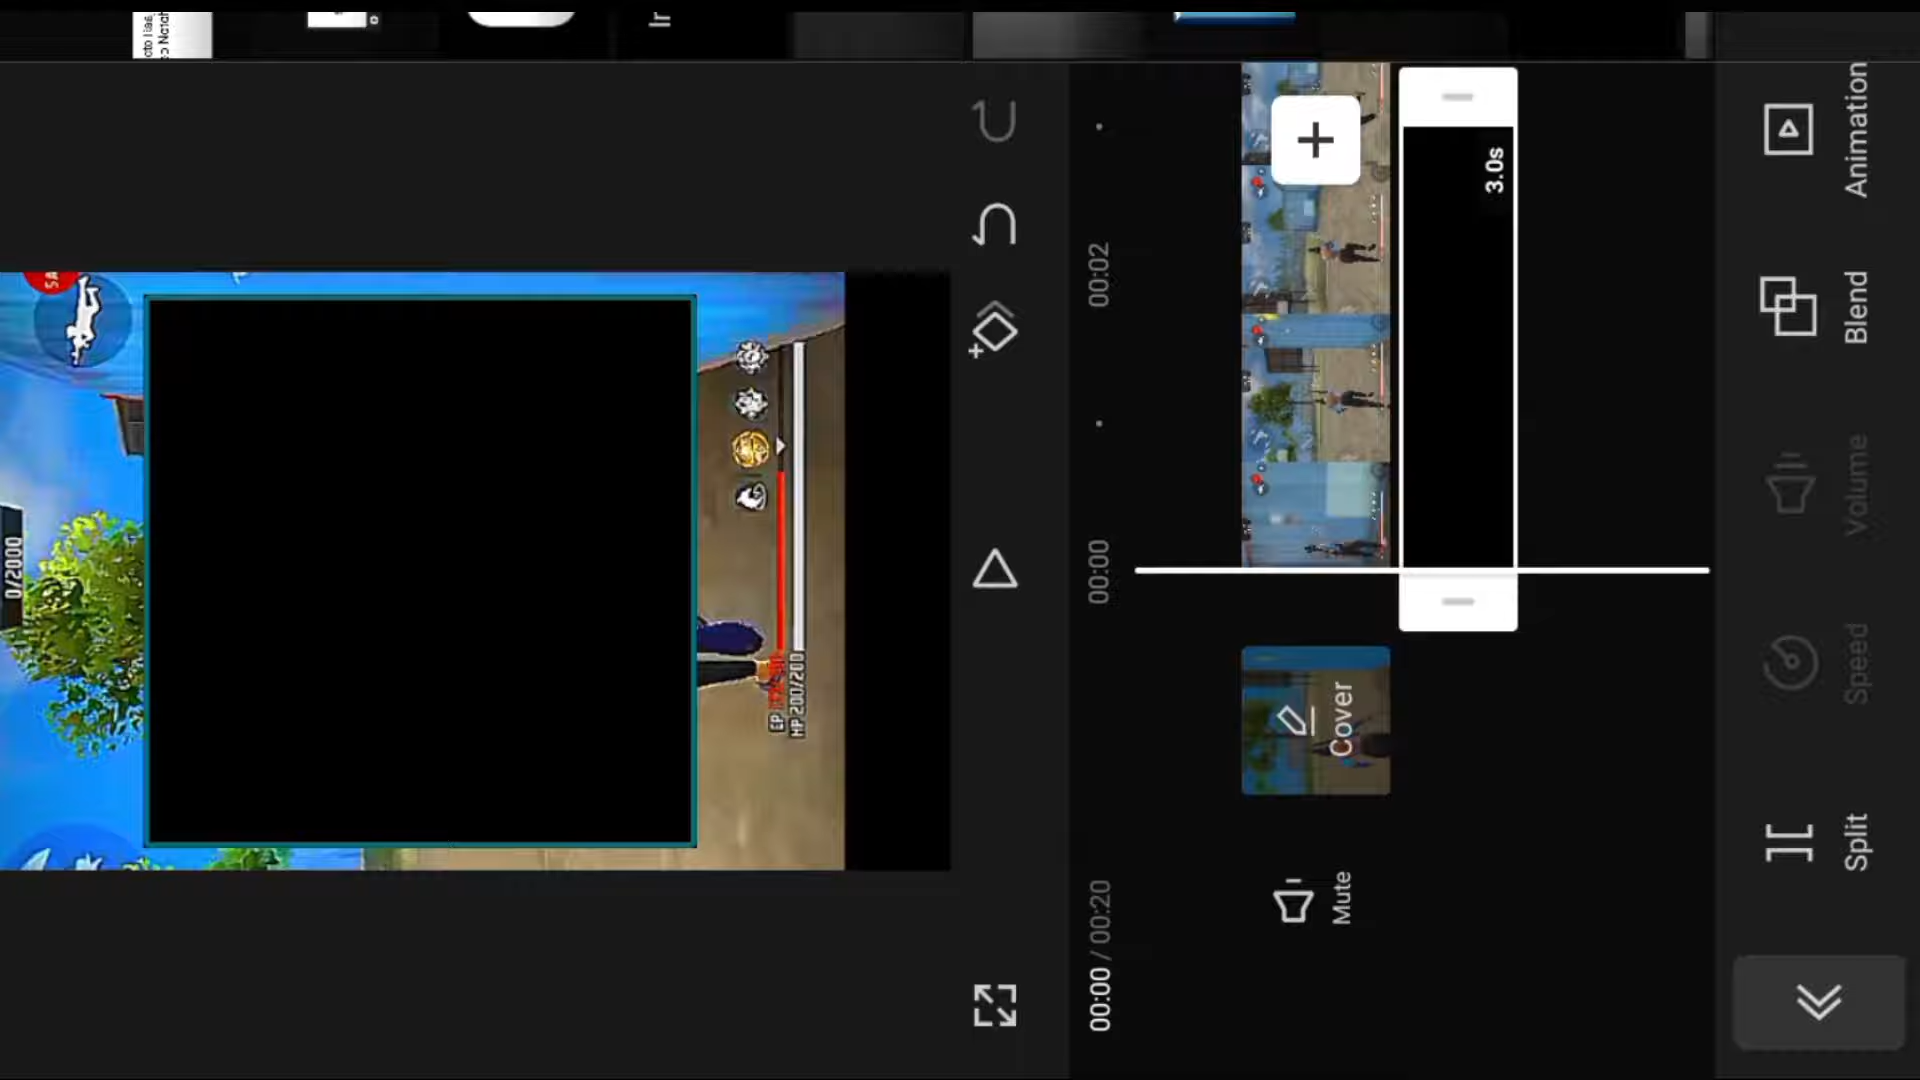 0/2000
EP
HP 200/200
00:00 / 00:20
00:00
00:02
Mute
Cover
3.0s
Split
Speed
Volume
Blend
Animation